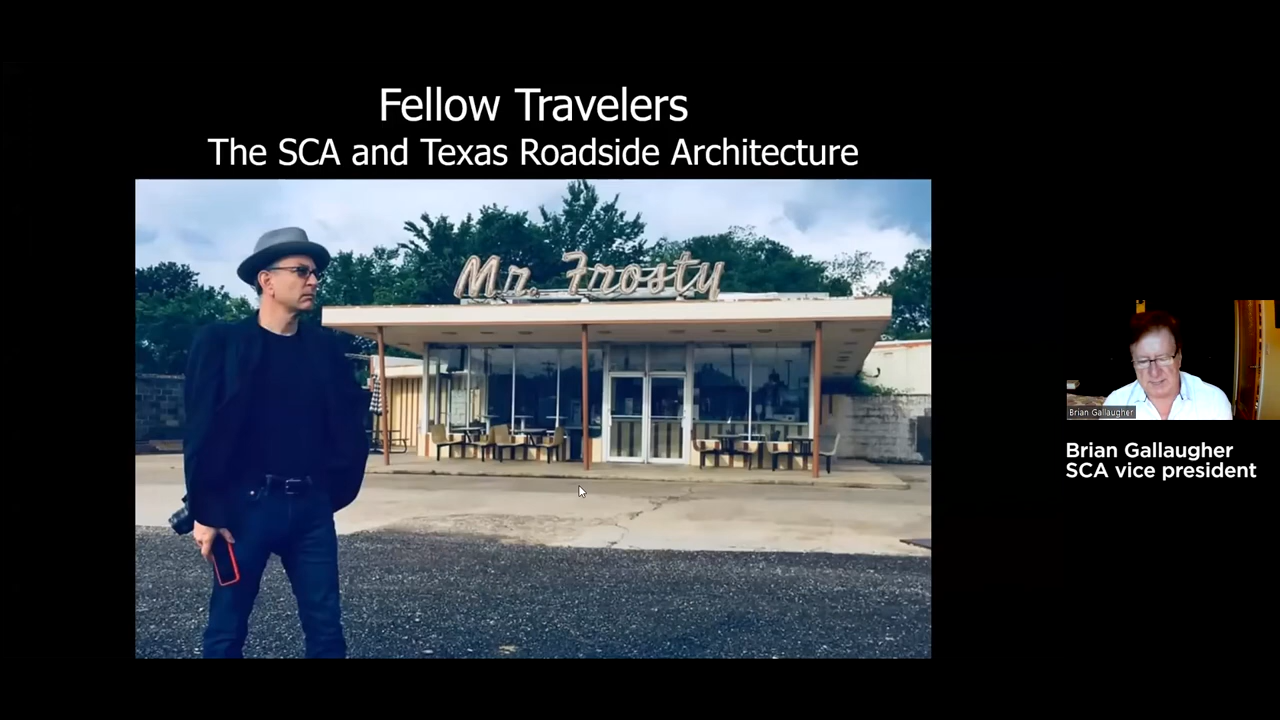 Fellow Travelers
The SCA and Texas Roadside Architecture
Mr. Frosty
Brian Gallaugher
Brian Gallaugher
SCA vice president